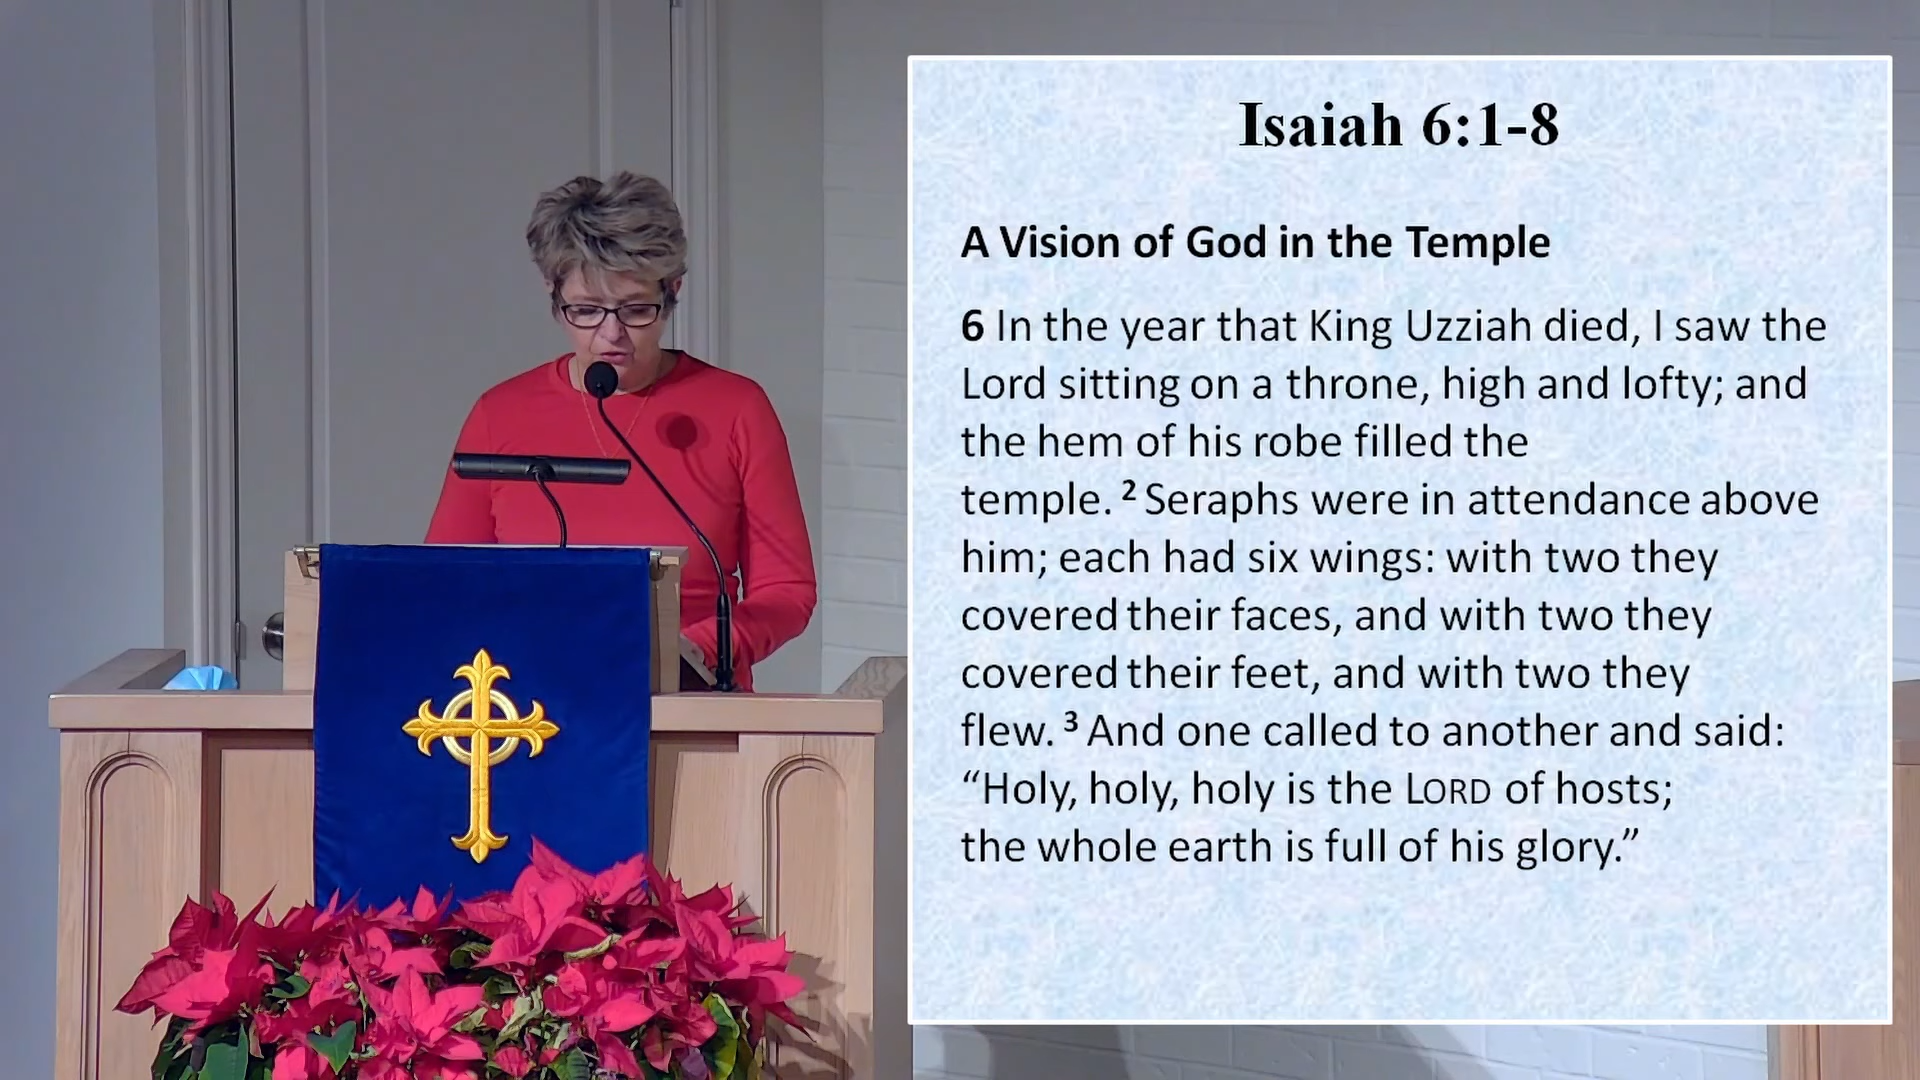 Isaiah 6:1-8
A Vision of God in the Temple
6 In the year that King Uzziah died, I saw the
Lord sitting on a throne, high and lofty; and
the hem of his robe filled the
temple. 2 Seraphs were in attendance above
him; each had six wings: with two they
covered their faces, and with two they
covered their feet, and with two they
flew. 3 And one called to another and said:
“Holy, holy, holy is the LORD of hosts;
the whole earth is full of his glory.”